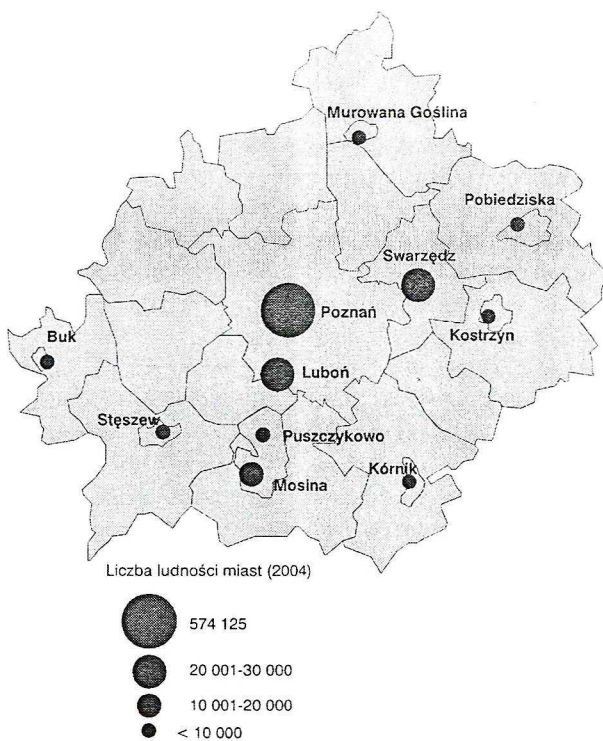 Murowana Goślina
Pobiedziska
Swarzędz
Poznań
Kostrzyn
Buk
Luboń
Stęszew
Puszczykowo
Kórnik
Mosina
Liczba ludności miast (2004)
574 125
20 001-30 000
10 001-20 000
< 10 000